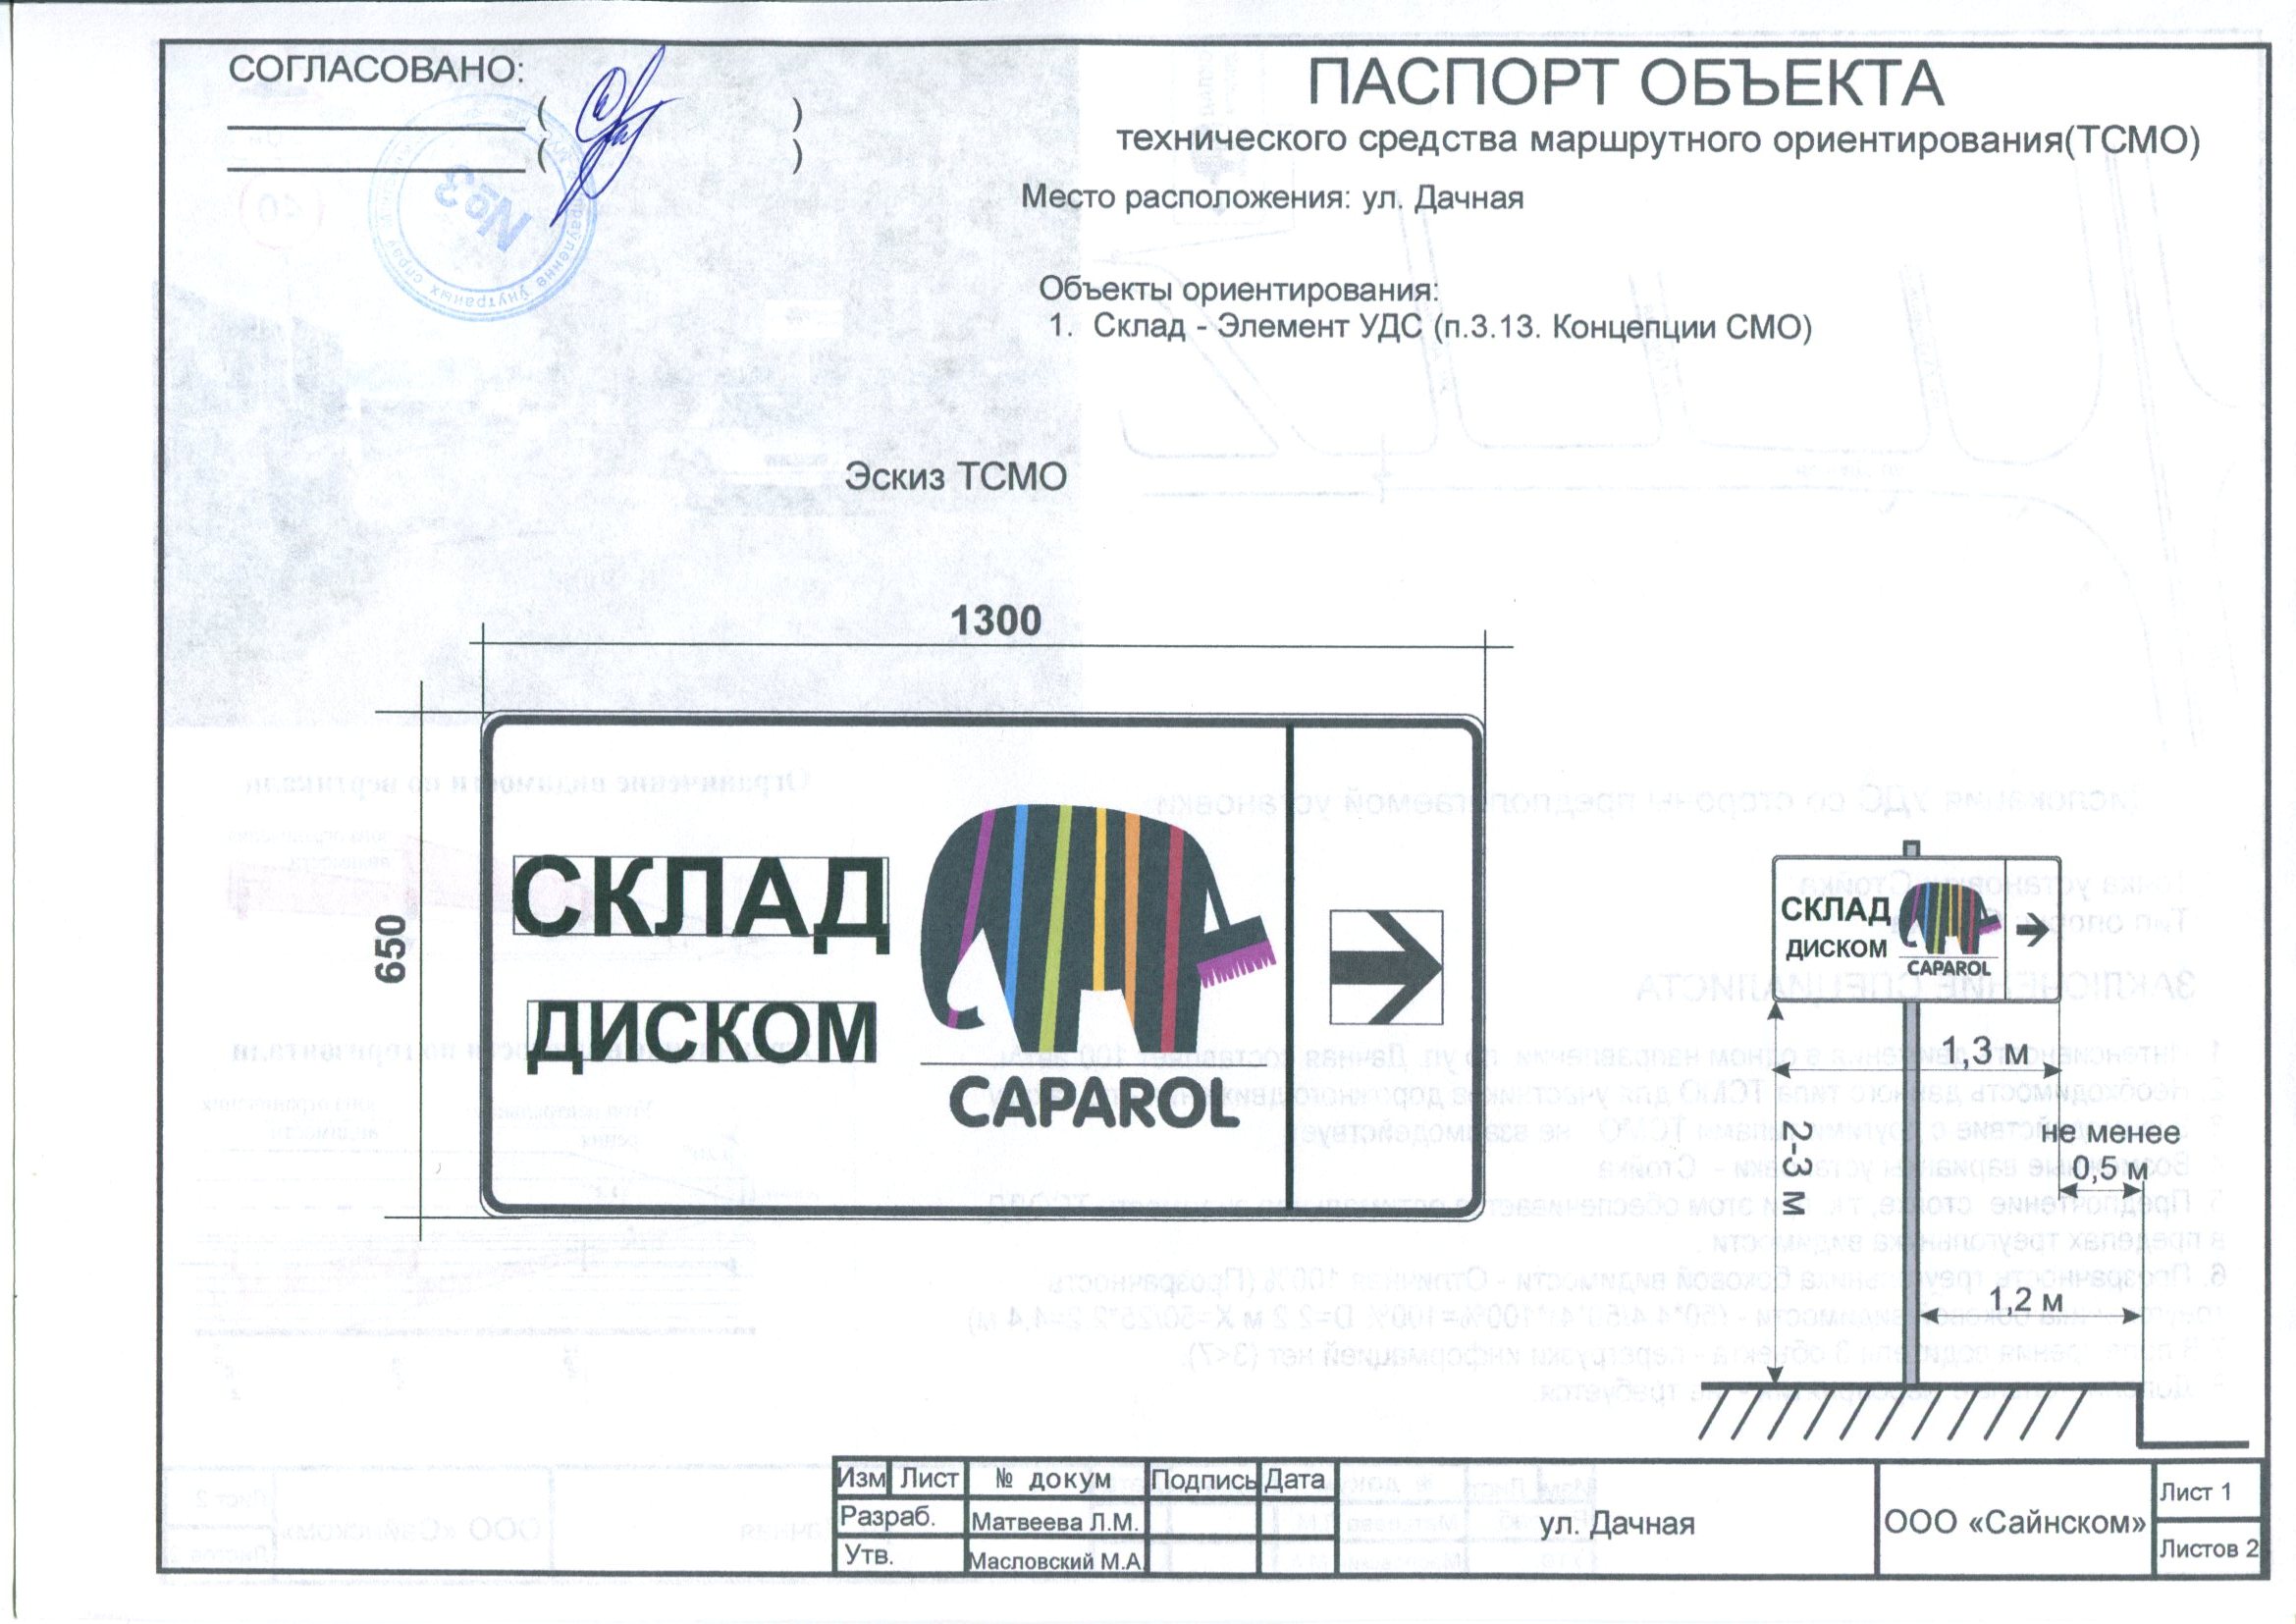 СОГЛАСОВАНО:
( )
( )
№3
ПАСПОРТ ОБЪЕКТА
технического средства маршрутного ориентирования(ТСМО)
Место расположения: ул. Дачная
Объекты ориентирования:
1. Склад - Элемент УДС (п.3.13. Концепции СМО)
Эскиз ТСМО
1300
650
СКЛАД
ДИСКОМ
CAPAROL
СКЛАД
ДИСКОМ
CAPAROL
1,3 м
2-3 м
не менее
0,5 м
1,2 м
Изм Лист № докум Подпись Дата
Разраб. Матвеева Л.М.
Утв. Масловский М.А.
ул. Дачная
ООО «Сайнском»
Лист 1
Листов 2